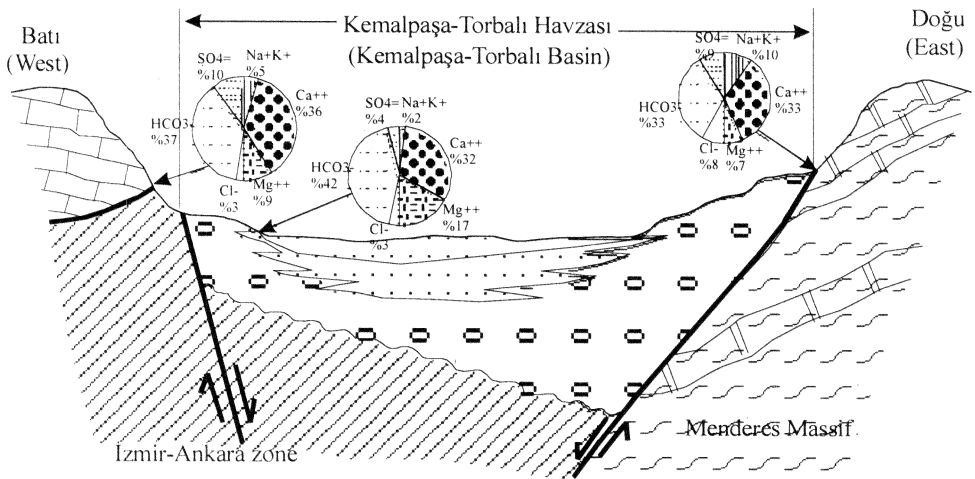 Kemalpaşa-Torbalı Havzası
(Kemalpaşa-Torbalı Basin)
Batı
(West)
Doğu
(East)
SO4=
%10
Na+K+
%5
Ca++
%36
HCO3-
%37
Cl-
%3
Mg++
%9
SO4=
%4
Na+K+
%2
Ca++
%32
HCO3-
%42
Cl-
%3
Mg++
%17
SO4=
%9
Na+K+
%10
Ca++
%33
HCO3-
%33
Cl-
%8
Mg++
%7
Izmir-Ankara zone
Menderes Massif